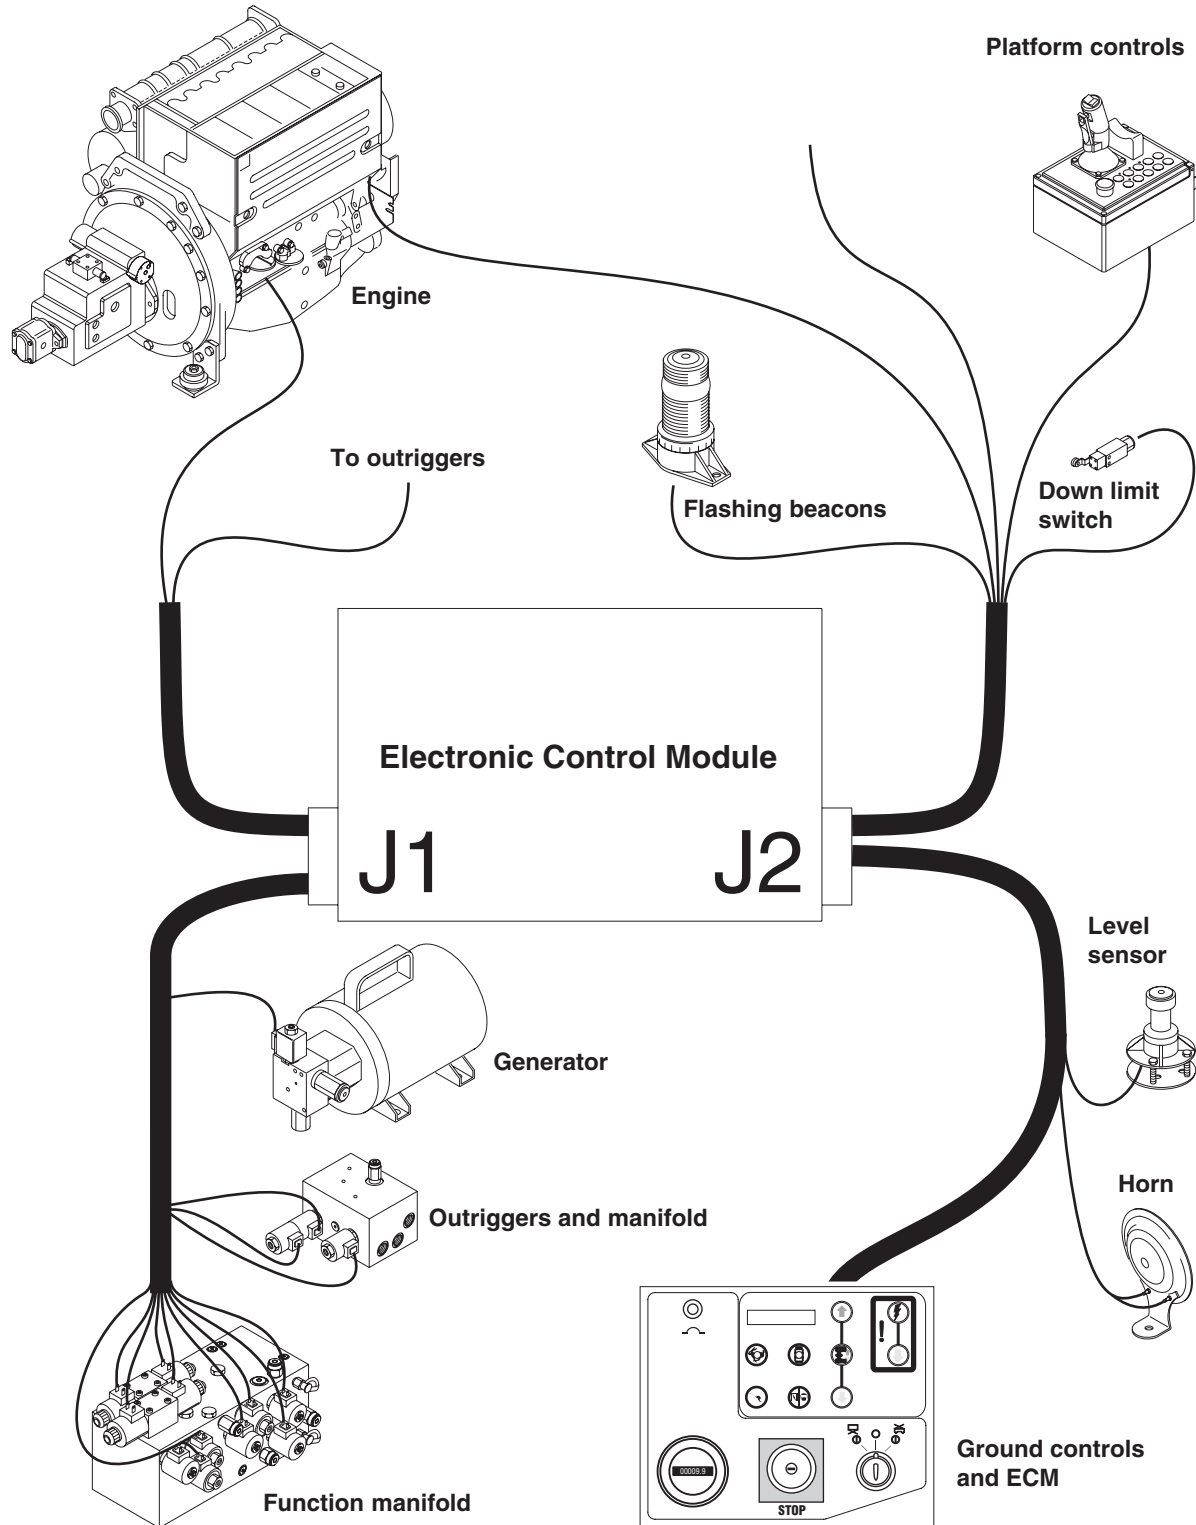 Platform controls
Engine
To outriggers
Flashing beacons
Down limit
switch
Electronic Control Module
J1
J2
Level
sensor
Generator
Horn
Outriggers and manifold
Ground controls
and ECM
00009.9
STOP
Function manifold